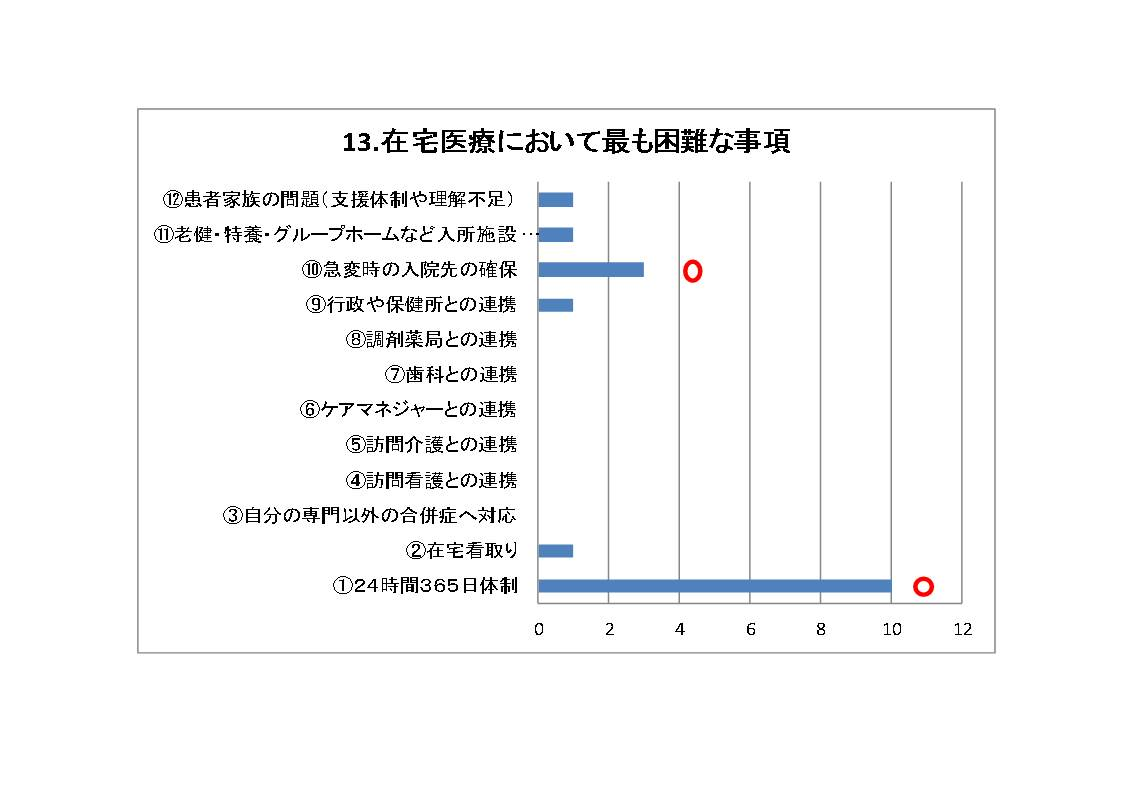 13.在宅医療において最も困難な事項
⑫患者家族の問題（支援体制や理解不足）
⑪老健・特養・グループホームなど入所施設…
⑩急変時の入院先の確保
⑨行政や保健所との連携
⑧調剤薬局との連携
⑦歯科との連携
⑥ケアマネジャーとの連携
⑤訪問介護との連携
④訪問看護との連携
③自分の専門以外の合併症へ対応
②在宅看取り
①２４時間３６５日体制
0 2 4 6 8 10 12